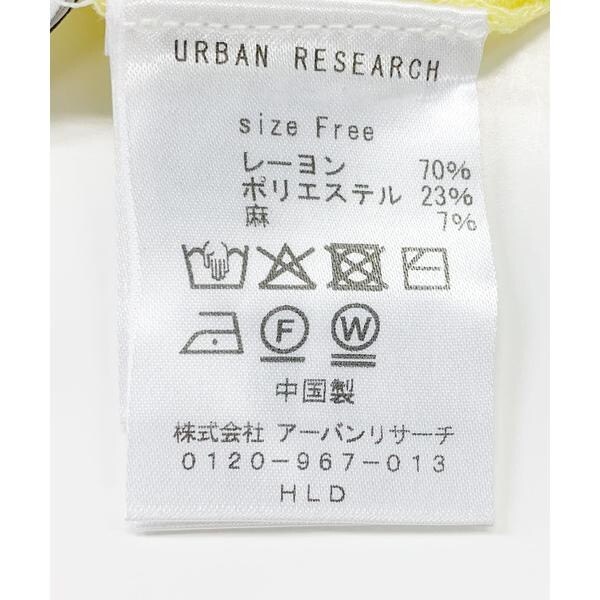 URBAN RESEARCH
size Free
レーヨン 70%
ポリエステル 23%
麻 7%
F W
中国製
株式会社 アーバンリサーチ
0120-967-013
HLD